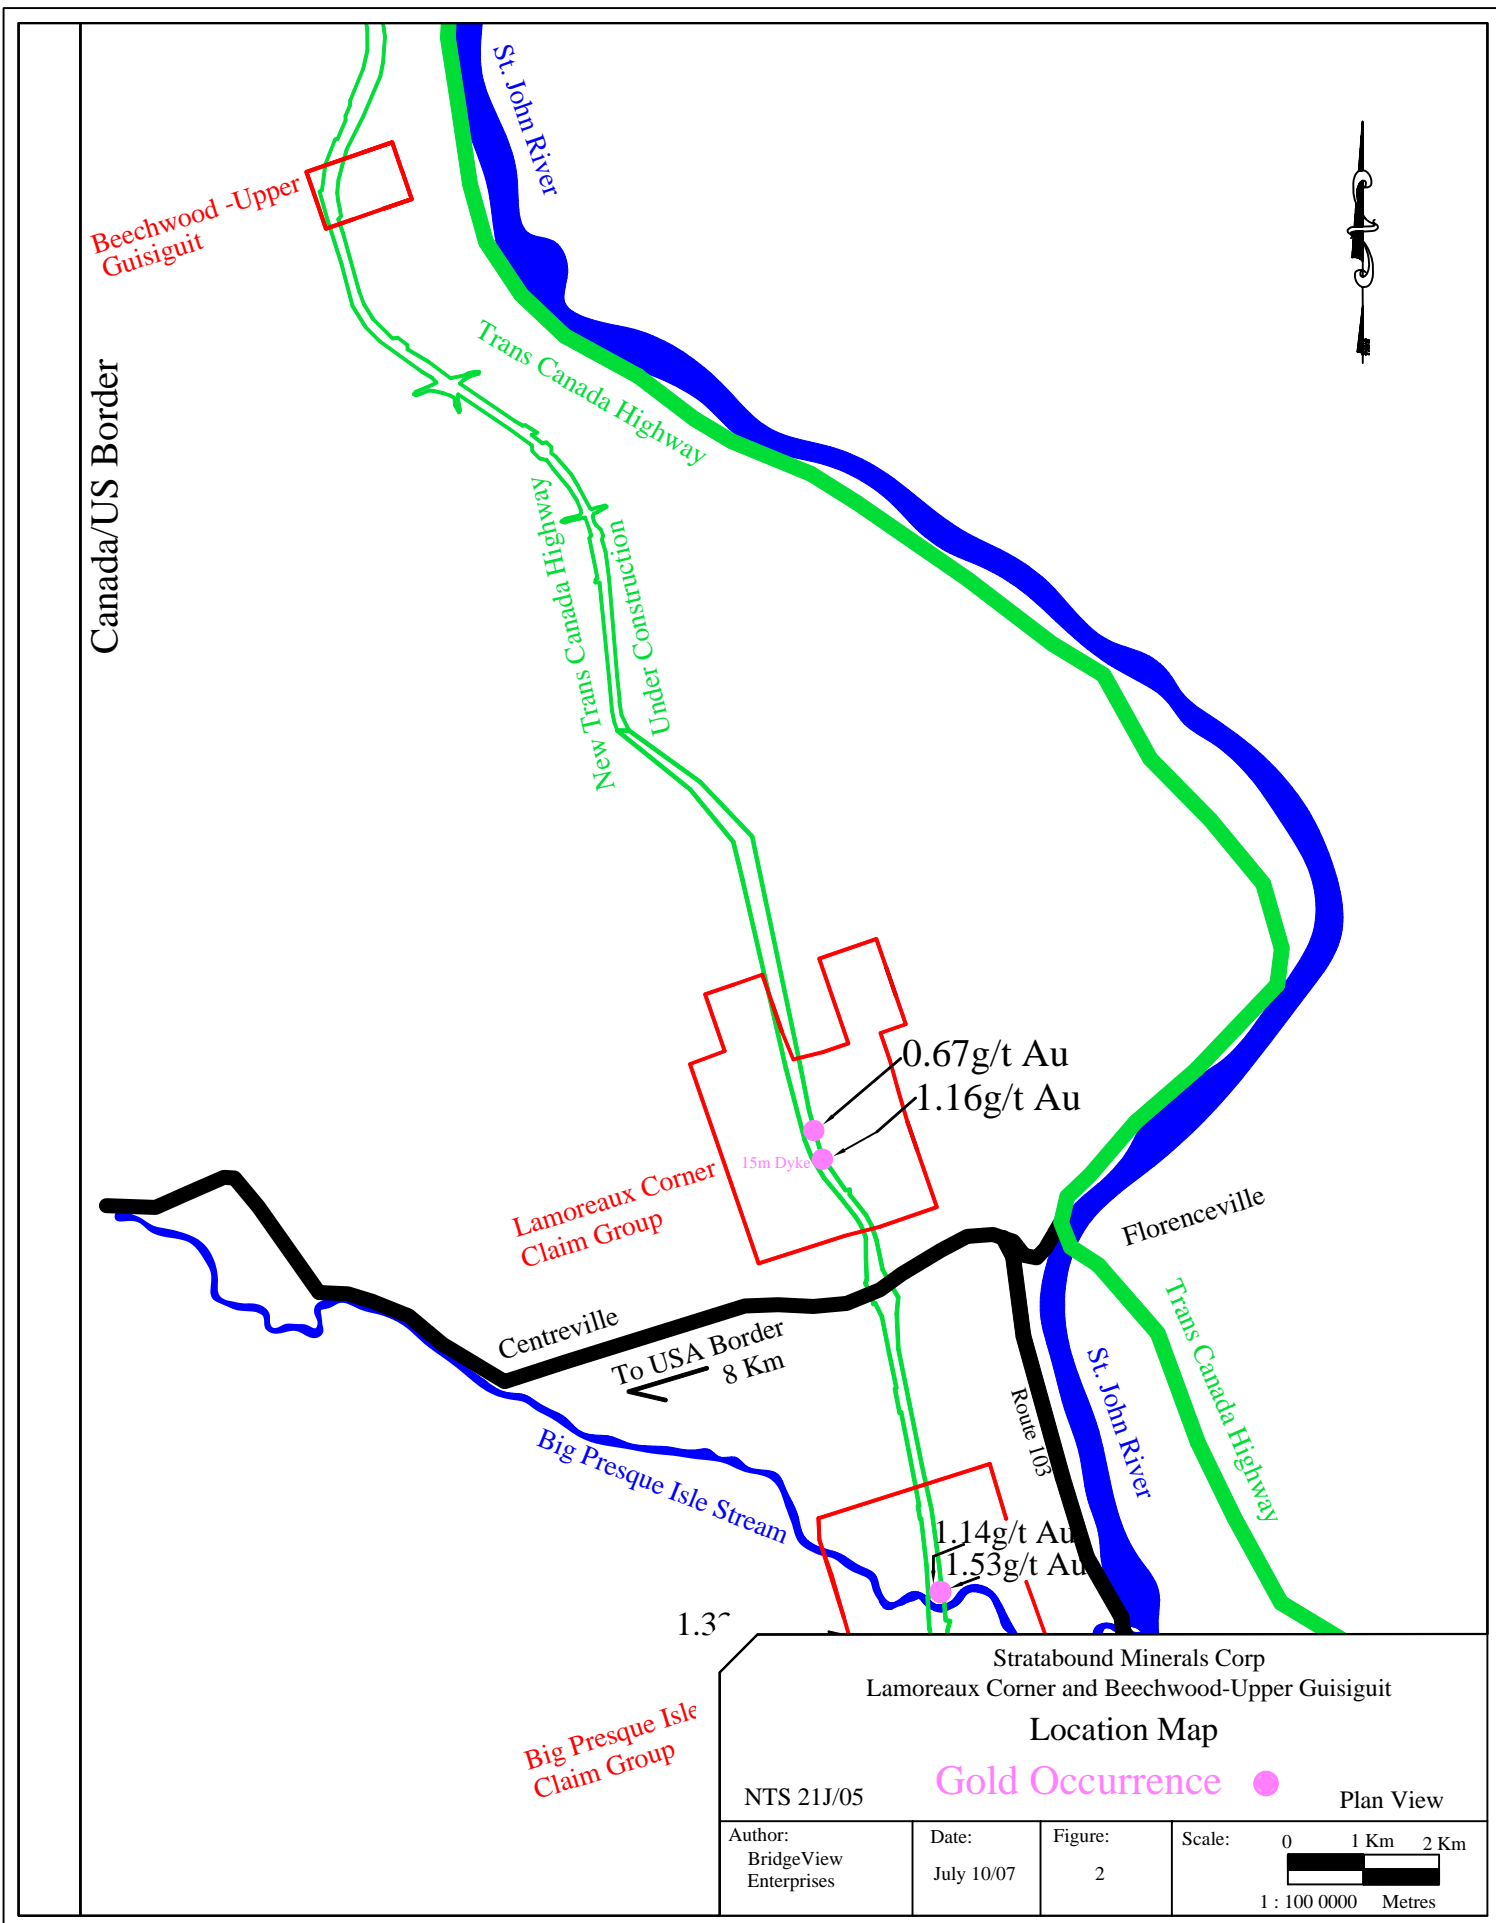 St. John River
Beechwood -Upper
Guisiguit
Canada/US Border
Trans Canada Highway
New Trans Canada Highway
Under Construction
0.67g/t Au
1.16g/t Au
15m Dyke
Lamoreaux Corner
Claim Group
Florenceville
Centreville
To USA Border
8 Km
Trans Canada Highway
St. John River
Route 103
Big Presque Isle Stream
1.14g/t Au
1.53g/t Au
Big Presque Isle
Claim Group
Stratabound Minerals Corp
Lamoreaux Corner and Beechwood-Upper Guisiguit
Location Map
Gold Occurrence
NTS 21J/05
Plan View
Author:
BridgeView
Enterprises
Date:
July 10/07
Figure:
2
Scale:
0 1 Km 2 Km
1 : 100 0000 Metres